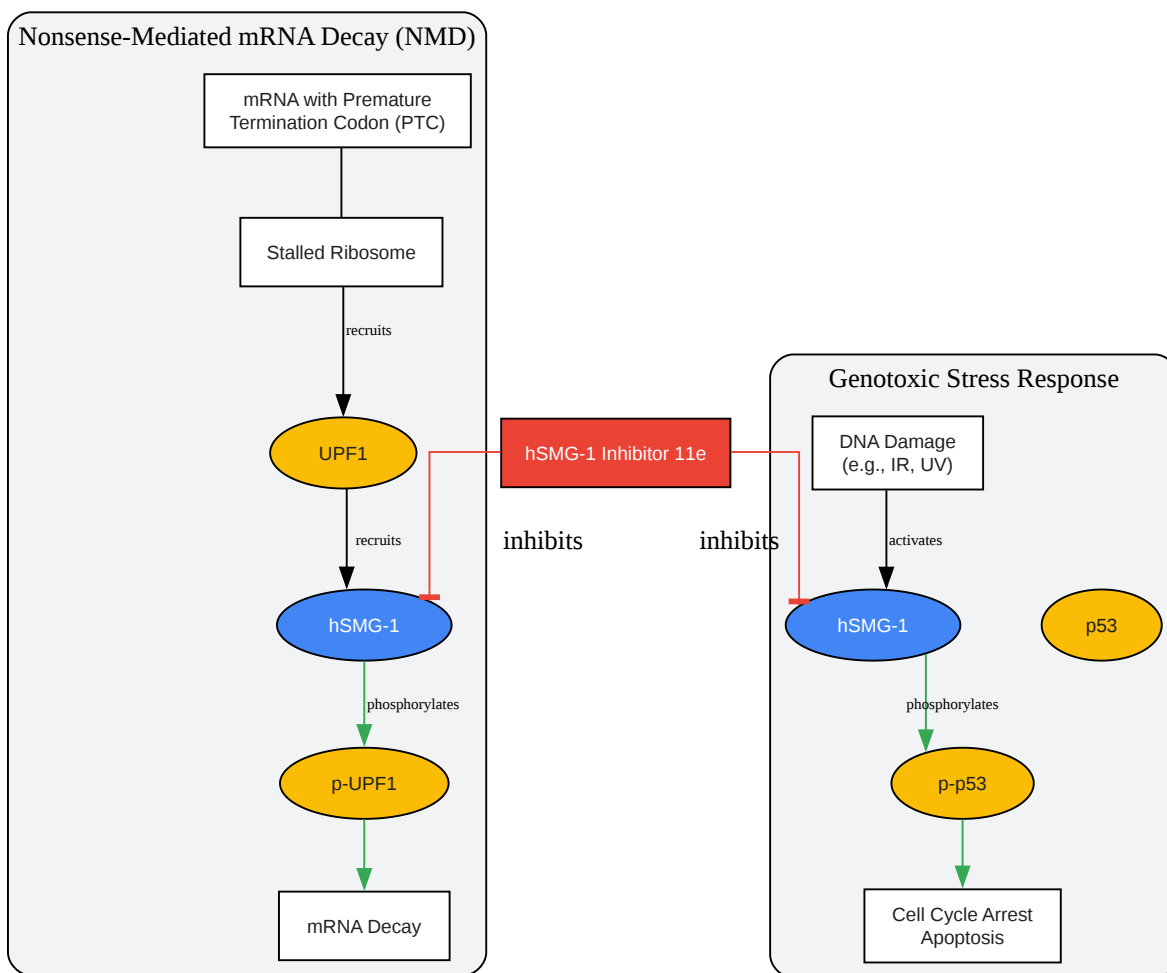 Nonsense-Mediated mRNA Decay (NMD)
mRNA with Premature
Termination Codon (PTC)
Stalled Ribosome
recruits
UPF1
recruits
hSMG-1
phosphorylates
p-UPF1
mRNA Decay
hSMG-1 Inhibitor 11e
inhibits
inhibits
Genotoxic Stress Response
DNA Damage
(e.g., IR, UV)
activates
hSMG-1
p53
phosphorylates
p-p53
Cell Cycle Arrest
Apoptosis